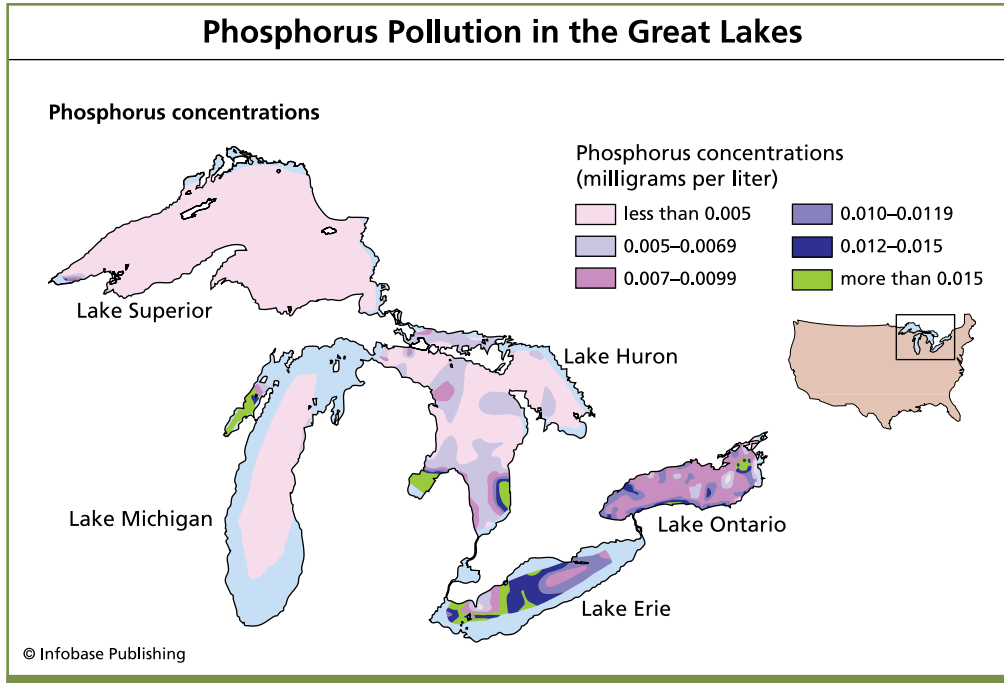 Phosphorus Pollution in the Great Lakes
Phosphorus concentrations
Phosphorus concentrations
(milligrams per liter)
less than 0.005
0.005–0.0069
0.007–0.0099
0.010–0.0119
0.012–0.015
more than 0.015
Lake Superior
Lake Huron
Lake Michigan
Lake Ontario
Lake Erie
© Infobase Publishing